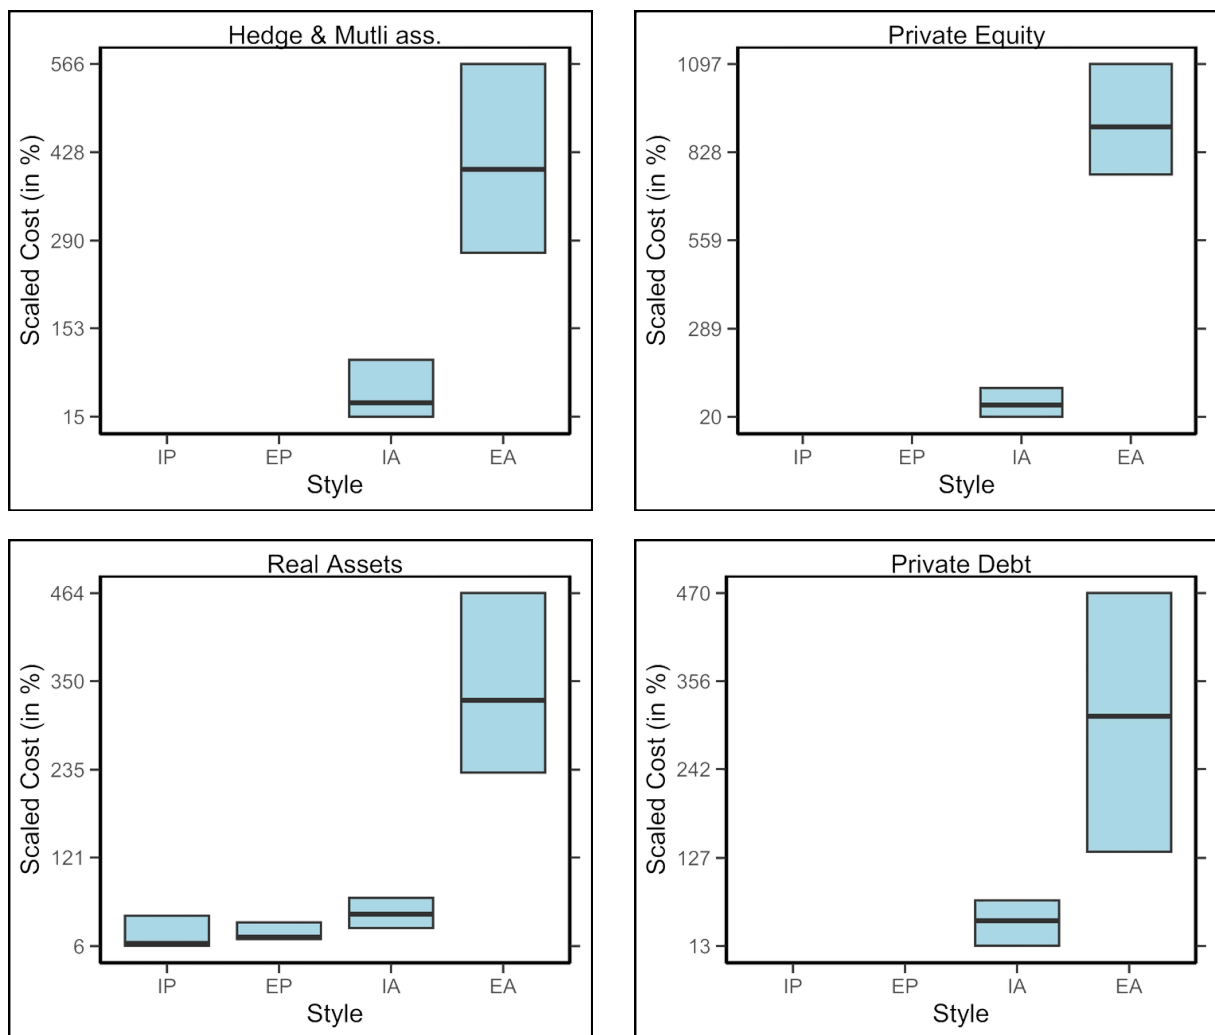 Hedge & Mutli ass.
Scaled Cost (in %)
566
428
290
153
15
IP EP IA EA
Style
Private Equity
Scaled Cost (in %)
1097
828
559
289
20
IP EP IA EA
Style
Real Assets
Scaled Cost (in %)
464
350
235
121
6
IP EP IA EA
Style
Private Debt
Scaled Cost (in %)
470
356
242
127
13
IP EP IA EA
Style